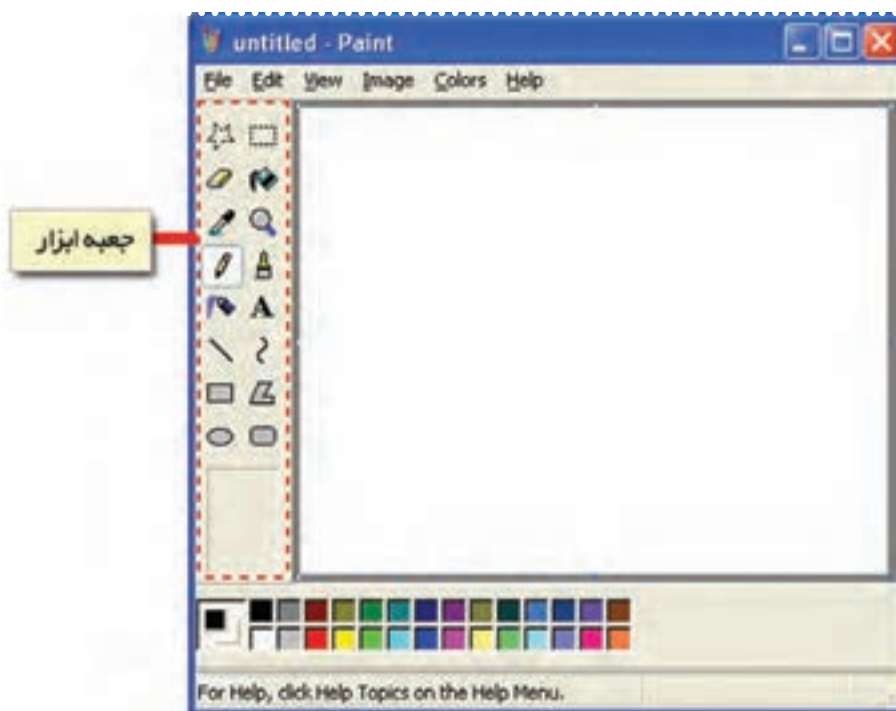 untitled - Paint
File Edit View Image Colors Help
جعبه ابزار
A
For Help, click Help Topics on the Help Menu.